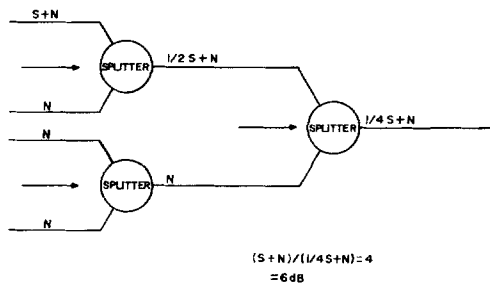 S+N
SPLITTER
1/2 S+N
N
N
SPLITTER
1/4 S+N
SPLITTER
N
N
(S+N)/(1/4S+N)=4
=6dB